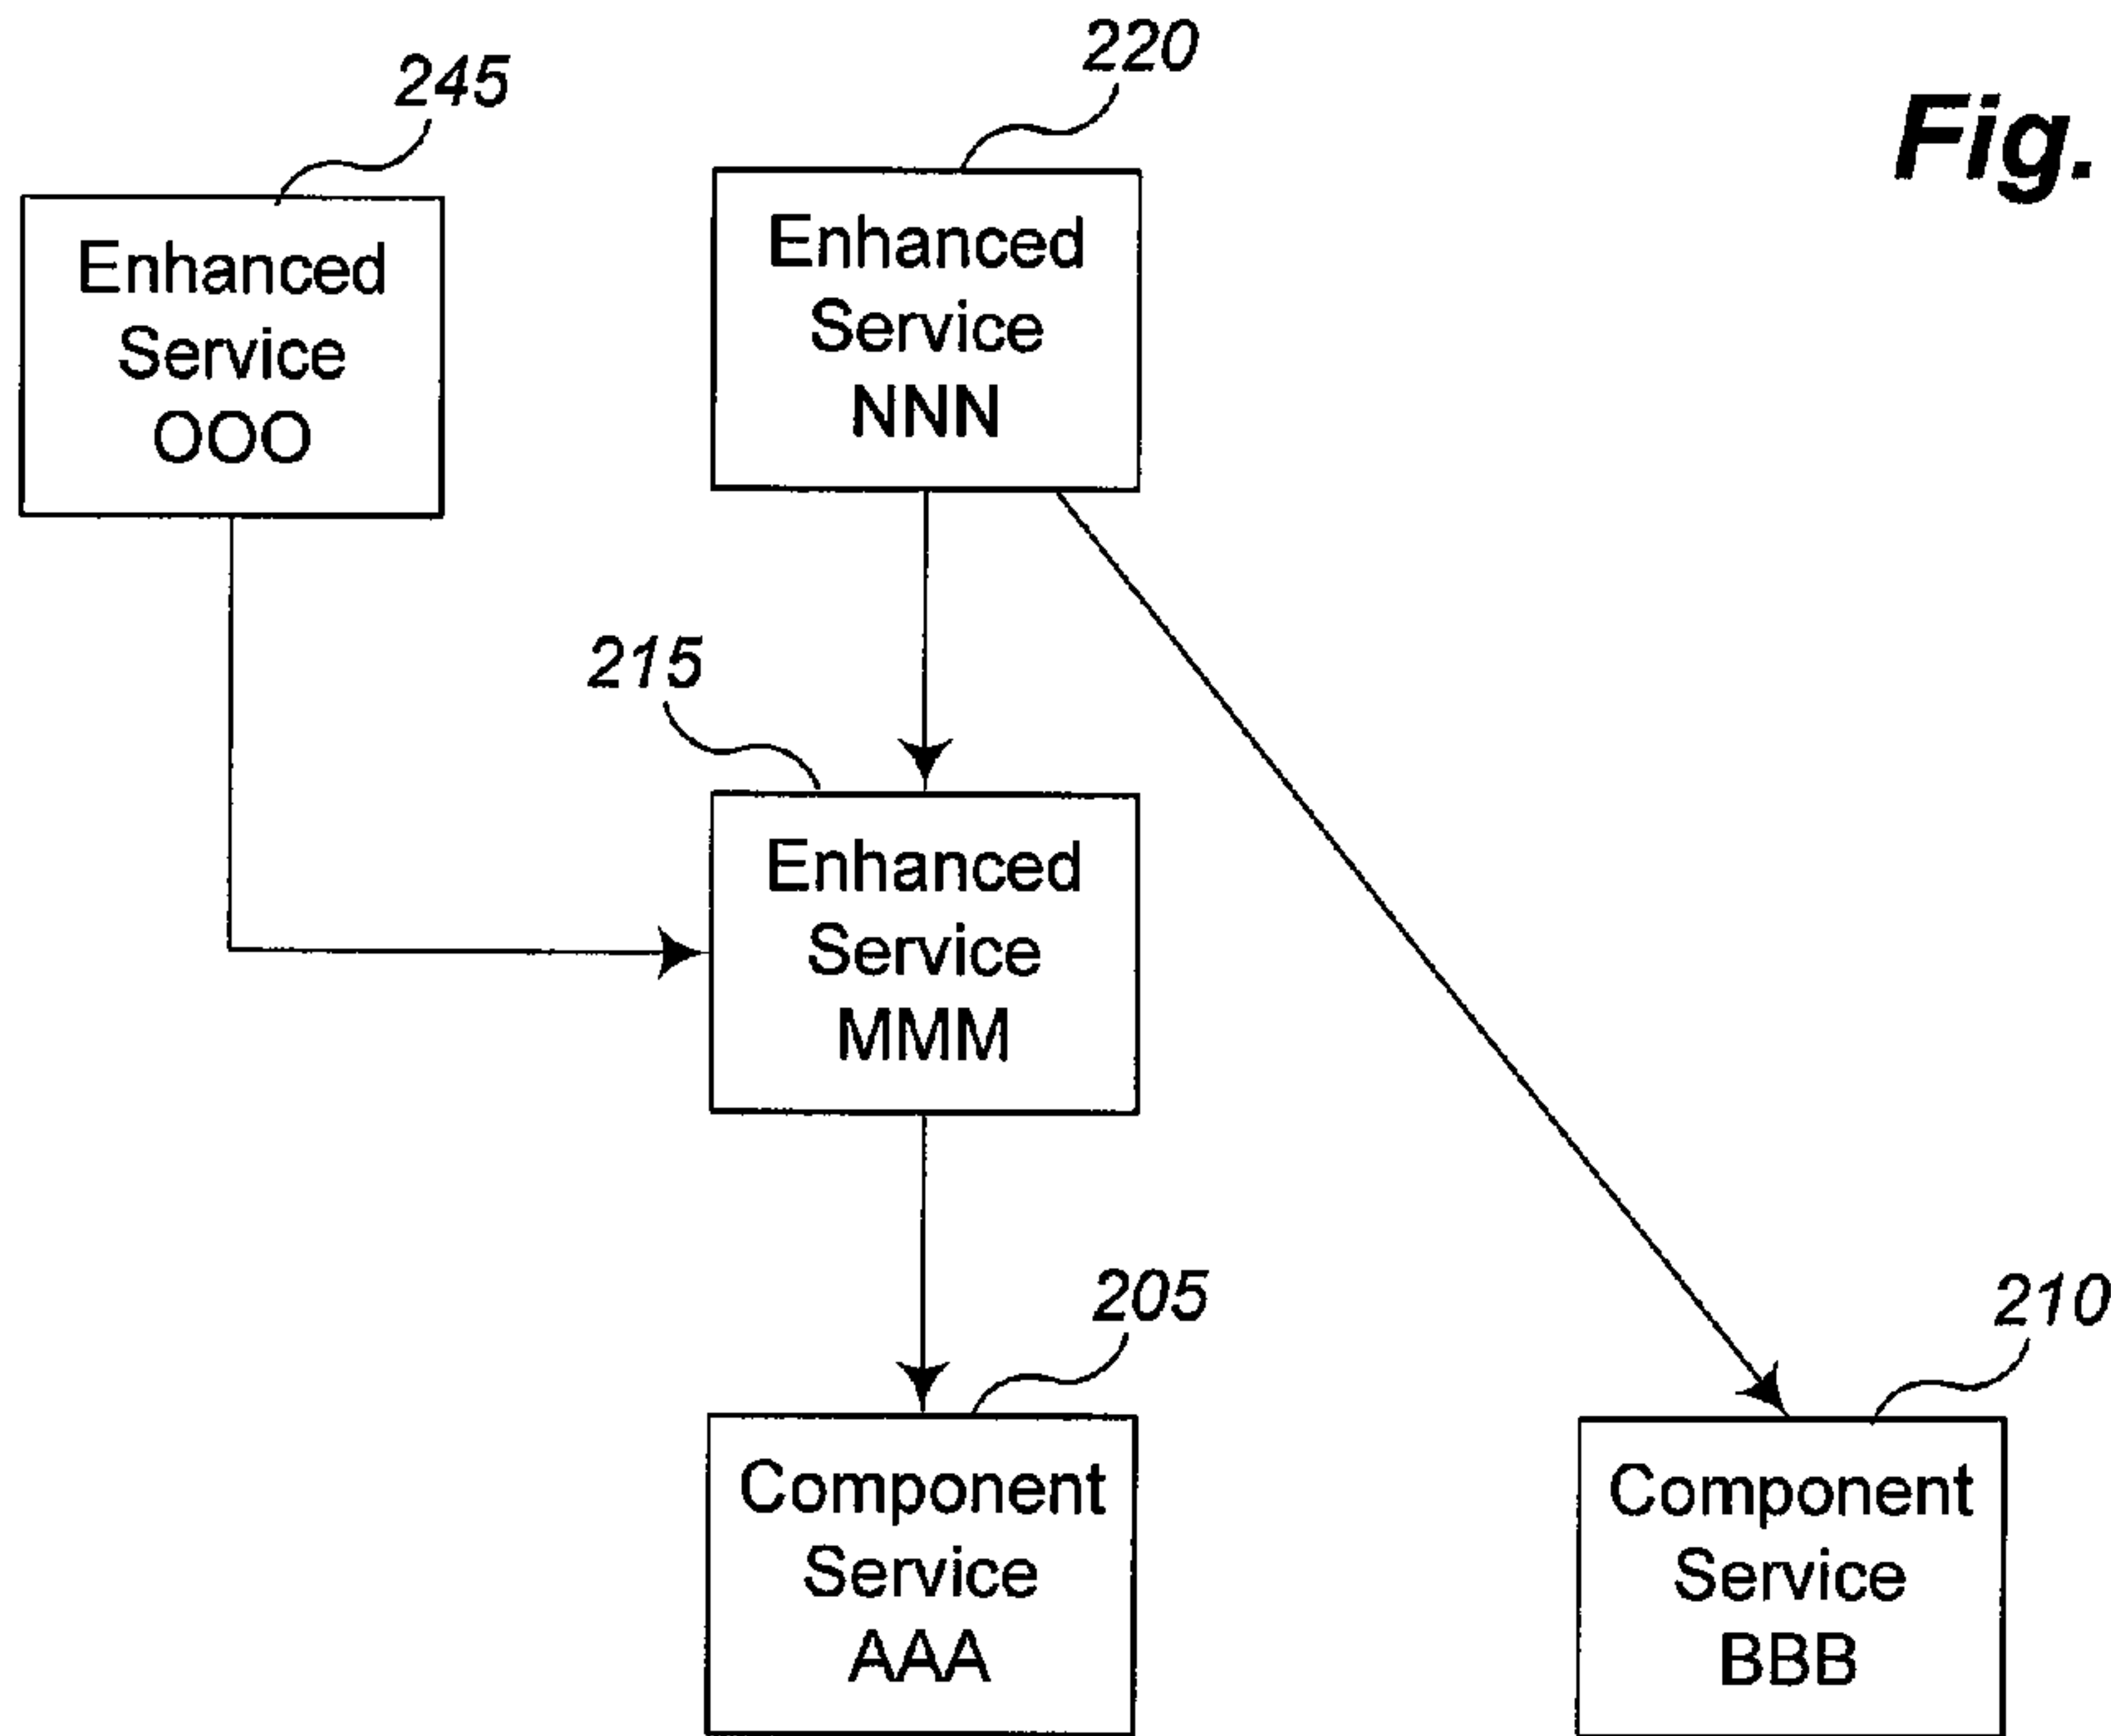 245
220
Fig.
Enhanced
Service
OOO
Enhanced
Service
NNN
215
Enhanced
Service
MMM
205
210
Component
Service
AAA
Component
Service
BBB